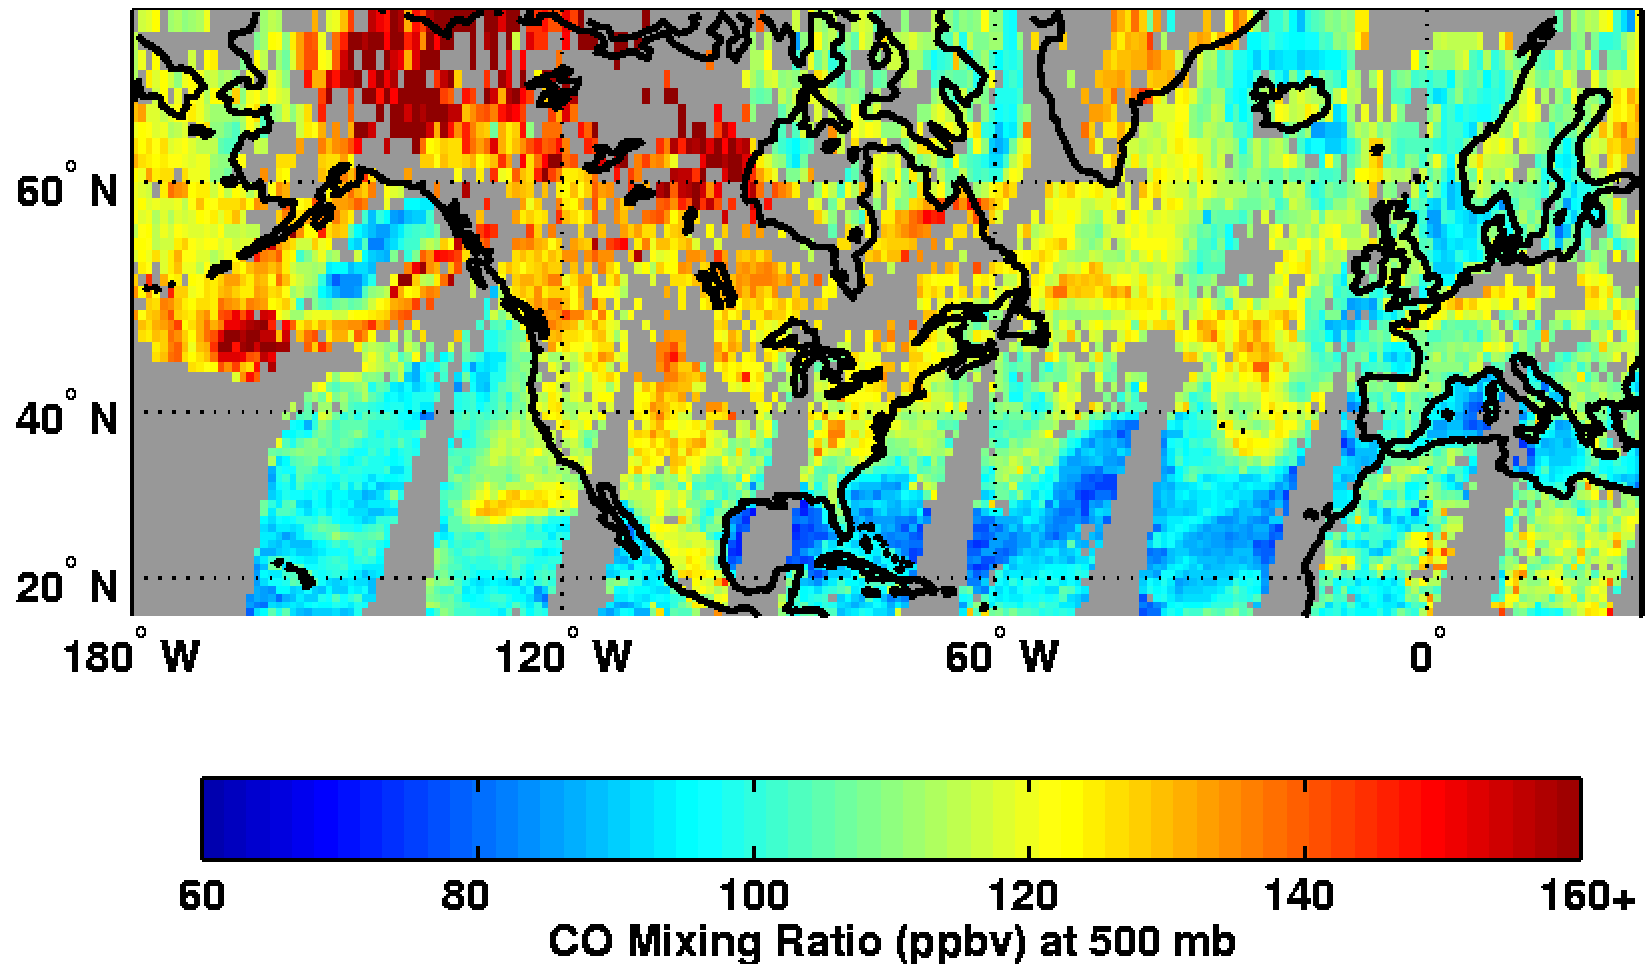 60° N
40° N
20° N
180° W 120° W 60° W 0°
60 80 100 120 140 160+
CO Mixing Ratio (ppbv) at 500 mb